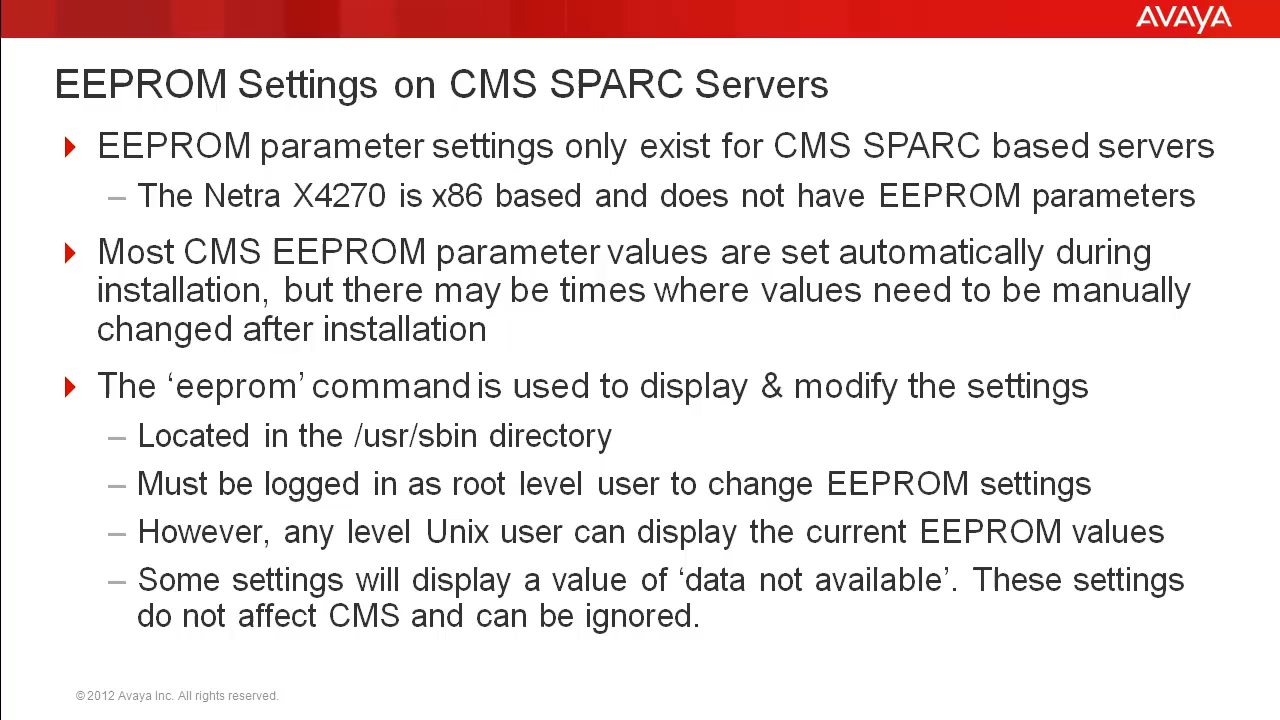 AVAYA
EEPROM Settings on CMS SPARC Servers
EEPROM parameter settings only exist for CMS SPARC based servers
– The Netra X4270 is x86 based and does not have EEPROM parameters
Most CMS EEPROM parameter values are set automatically during
installation, but there may be times where values need to be manually
changed after installation
The ‘eeprom’ command is used to display & modify the settings
– Located in the /usr/sbin directory
– Must be logged in as root level user to change EEPROM settings
– However, any level Unix user can display the current EEPROM values
– Some settings will display a value of ‘data not available’. These settings
do not affect CMS and can be ignored.
© 2012 Avaya Inc. All rights reserved.